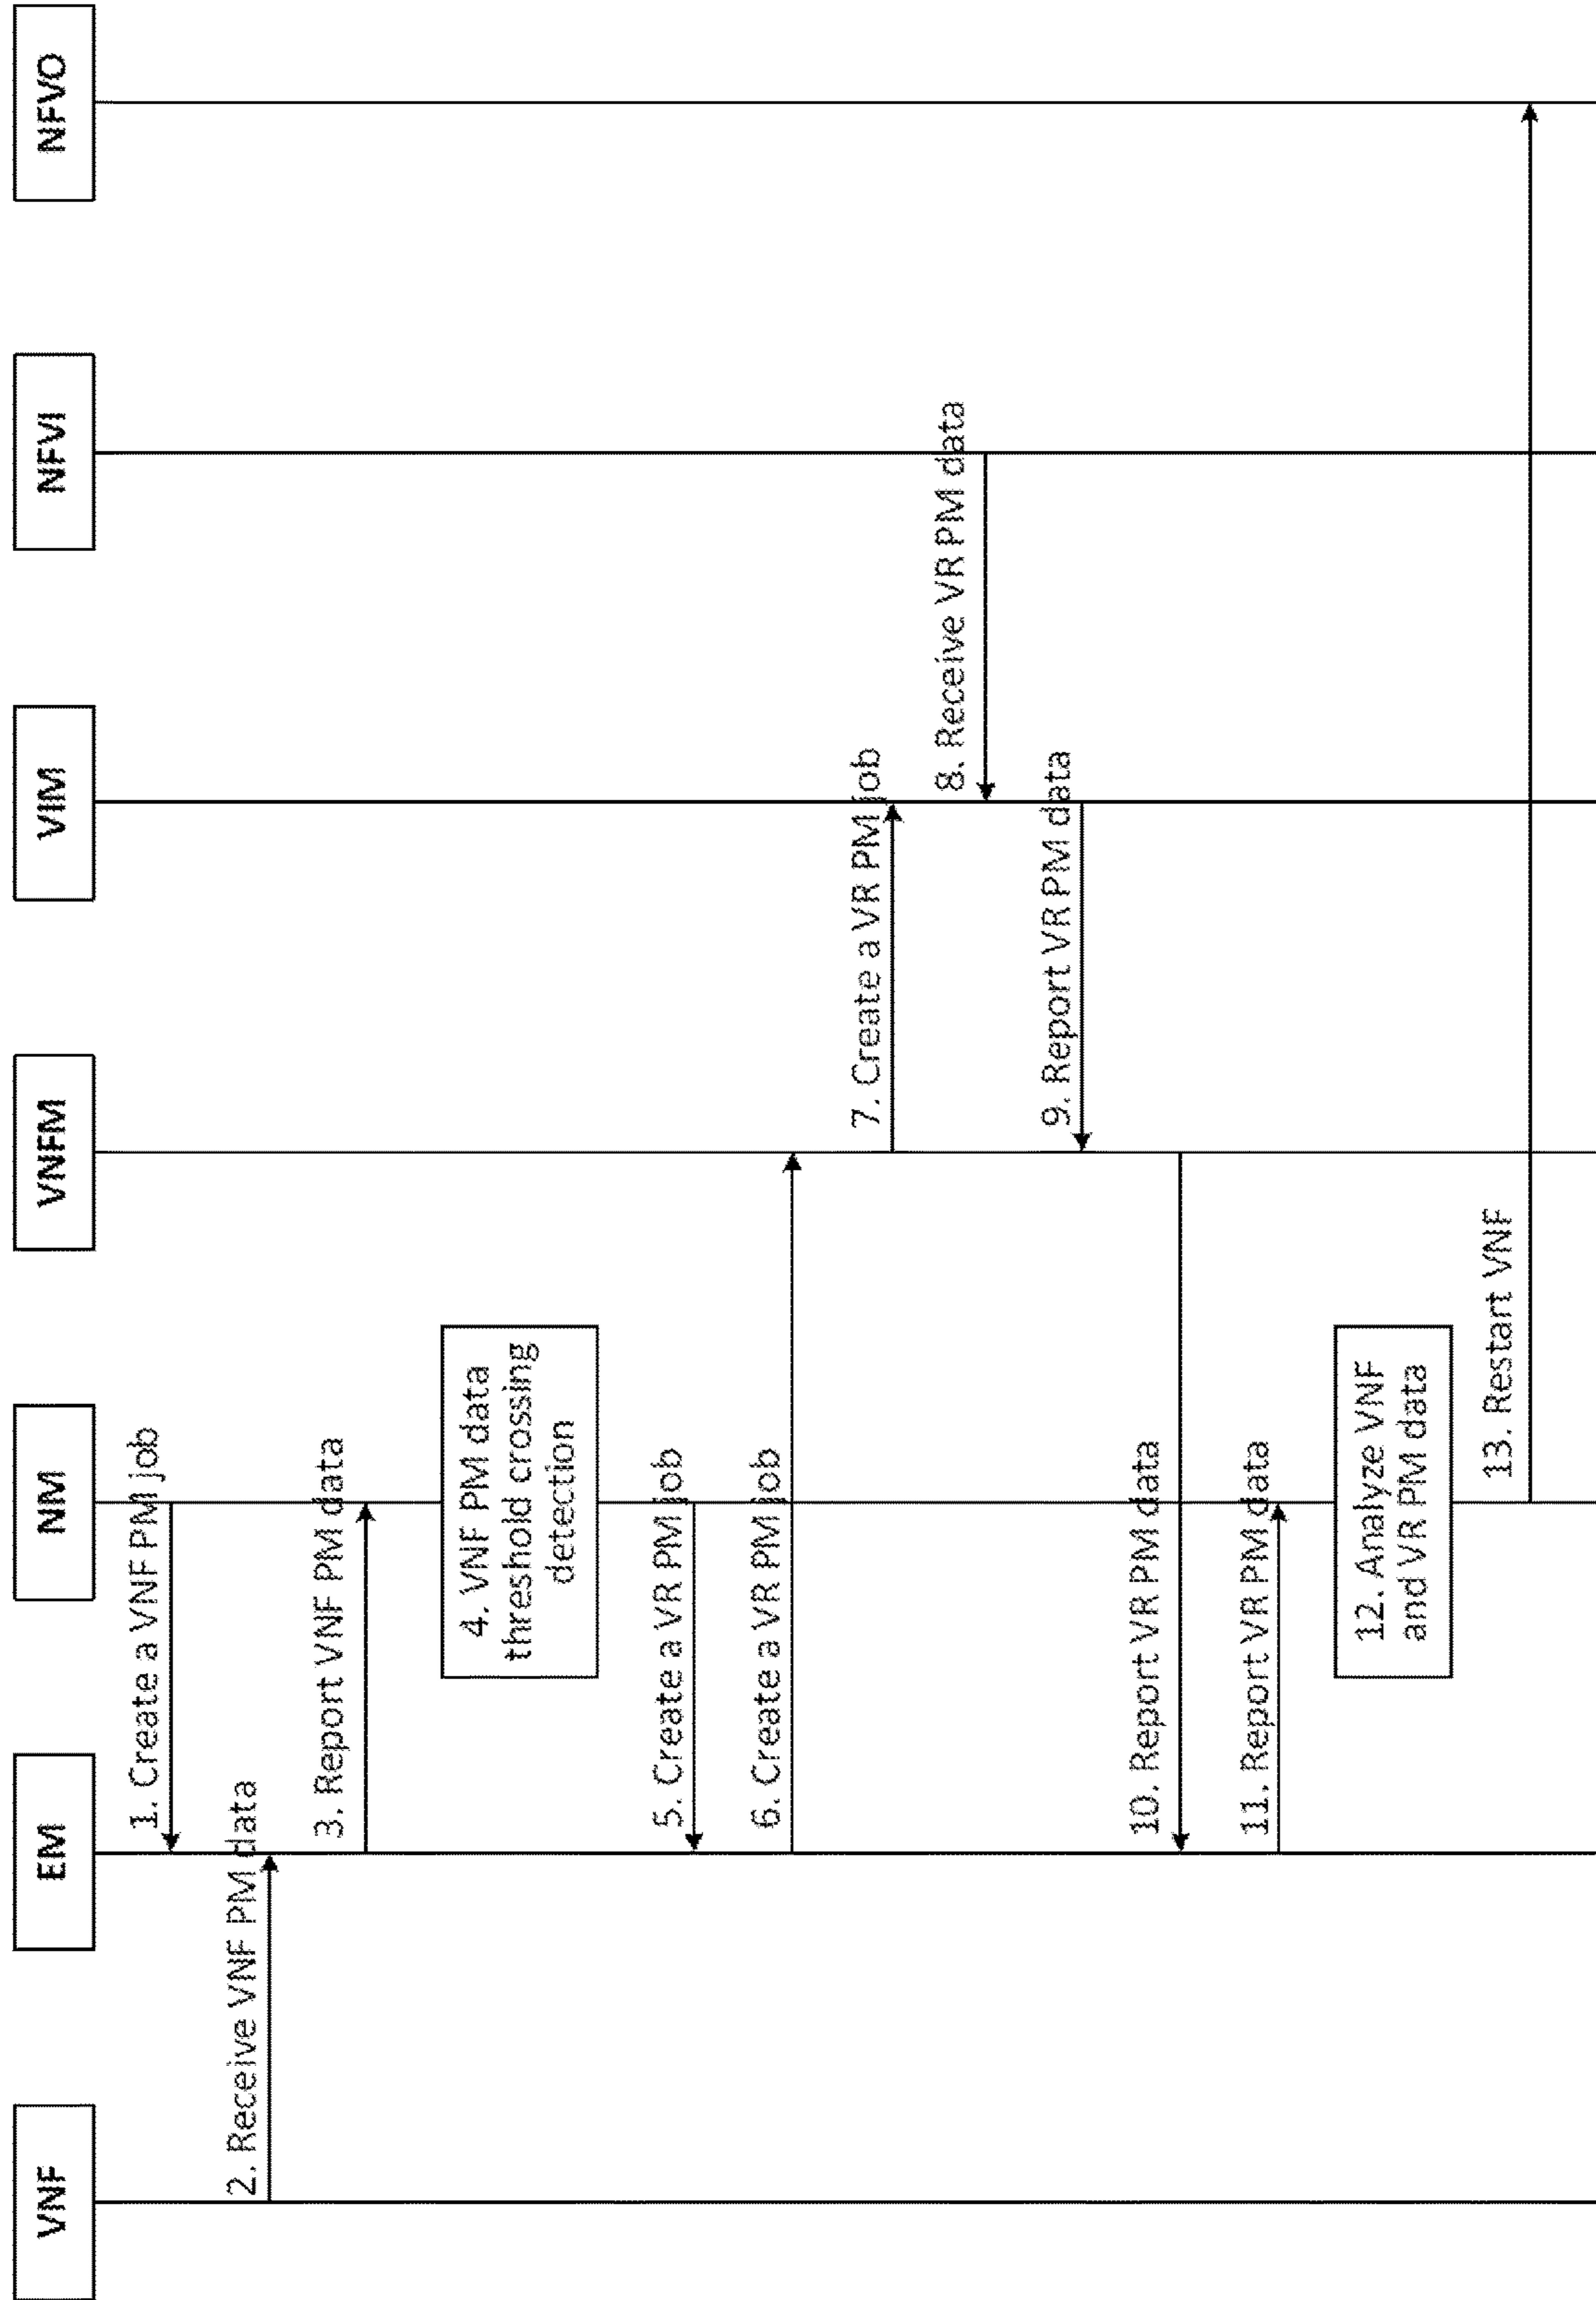 VNF
EM
NM
VNFM
VIM
NFVI
NFVO
1. Create a VNF PM job
2. Receive VNF PM data
3. Report VNF PM data
4. VNF PM data
threshold crossing
detection
5. Create a VR PM job
6. Create a VR PM job
7. Create a VR PM job
8. Receive VR PM data
9. Report VR PM data
10. Report VR PM data
11. Report VR PM data
12. Analyze VNF
and VR PM data
13. Restart VNF